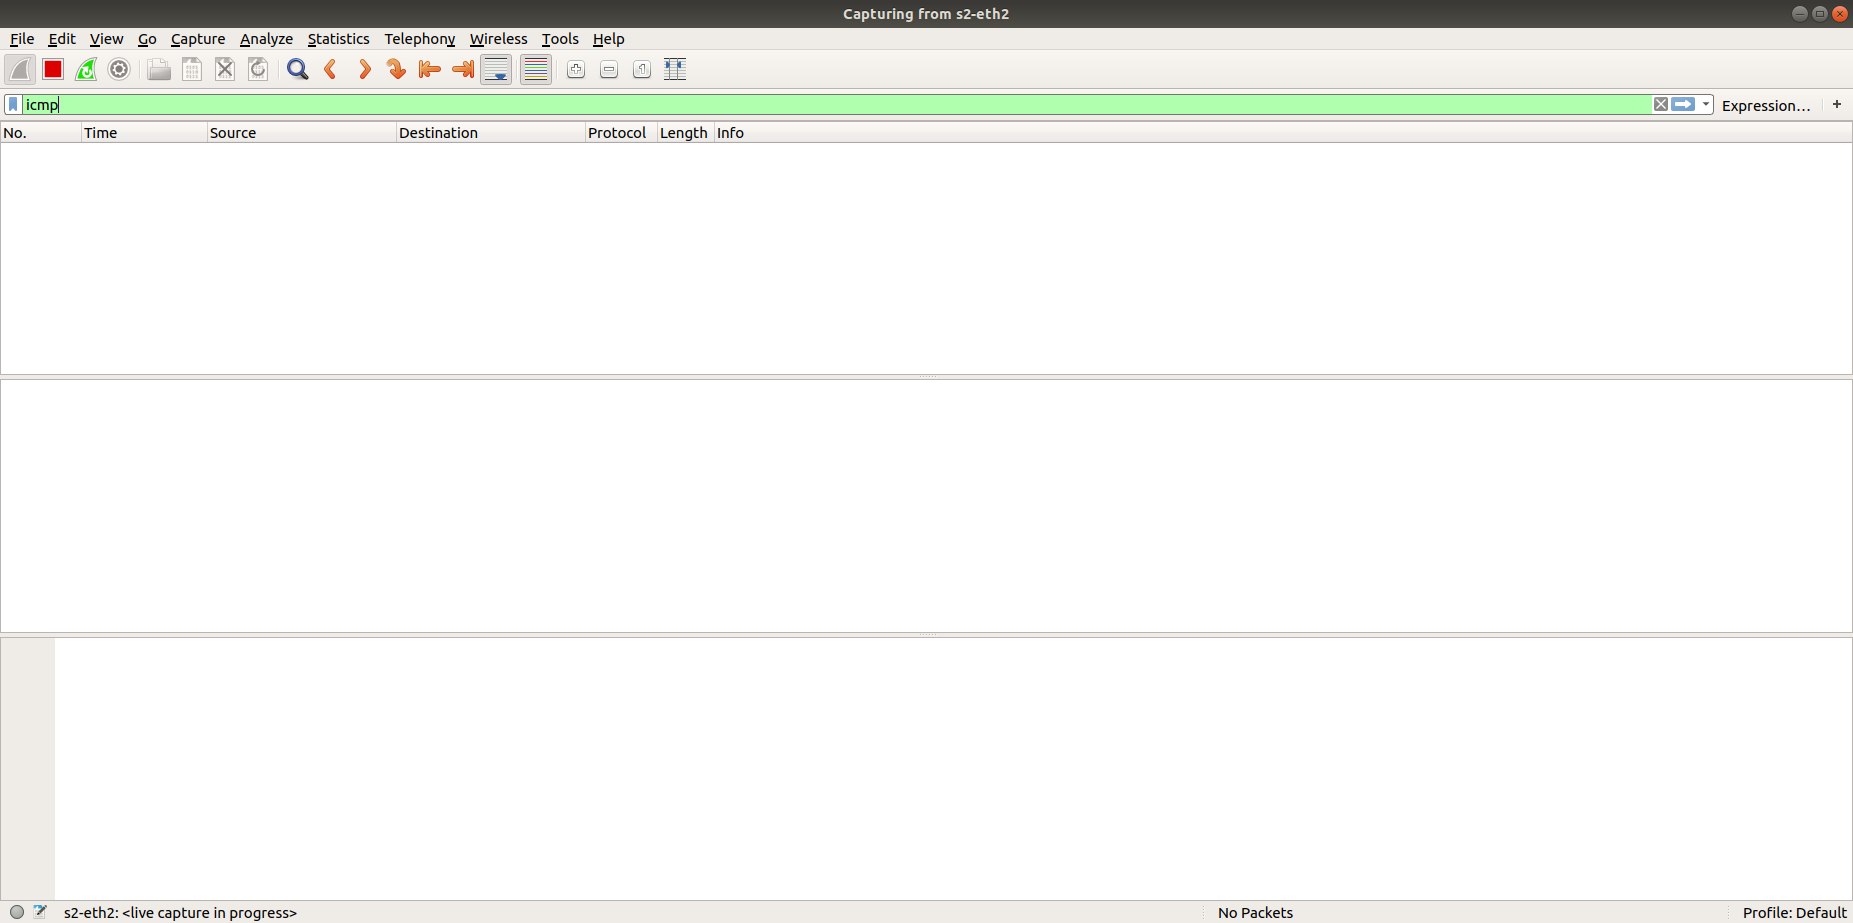 Capturing from s2-eth2
File Edit View Go Capture Analyze Statistics Telephony Wireless Tools Help
icmp
Expression… +
No. Time Source Destination Protocol Length Info
s2-eth2: <live capture in progress>
No Packets
Profile: Default